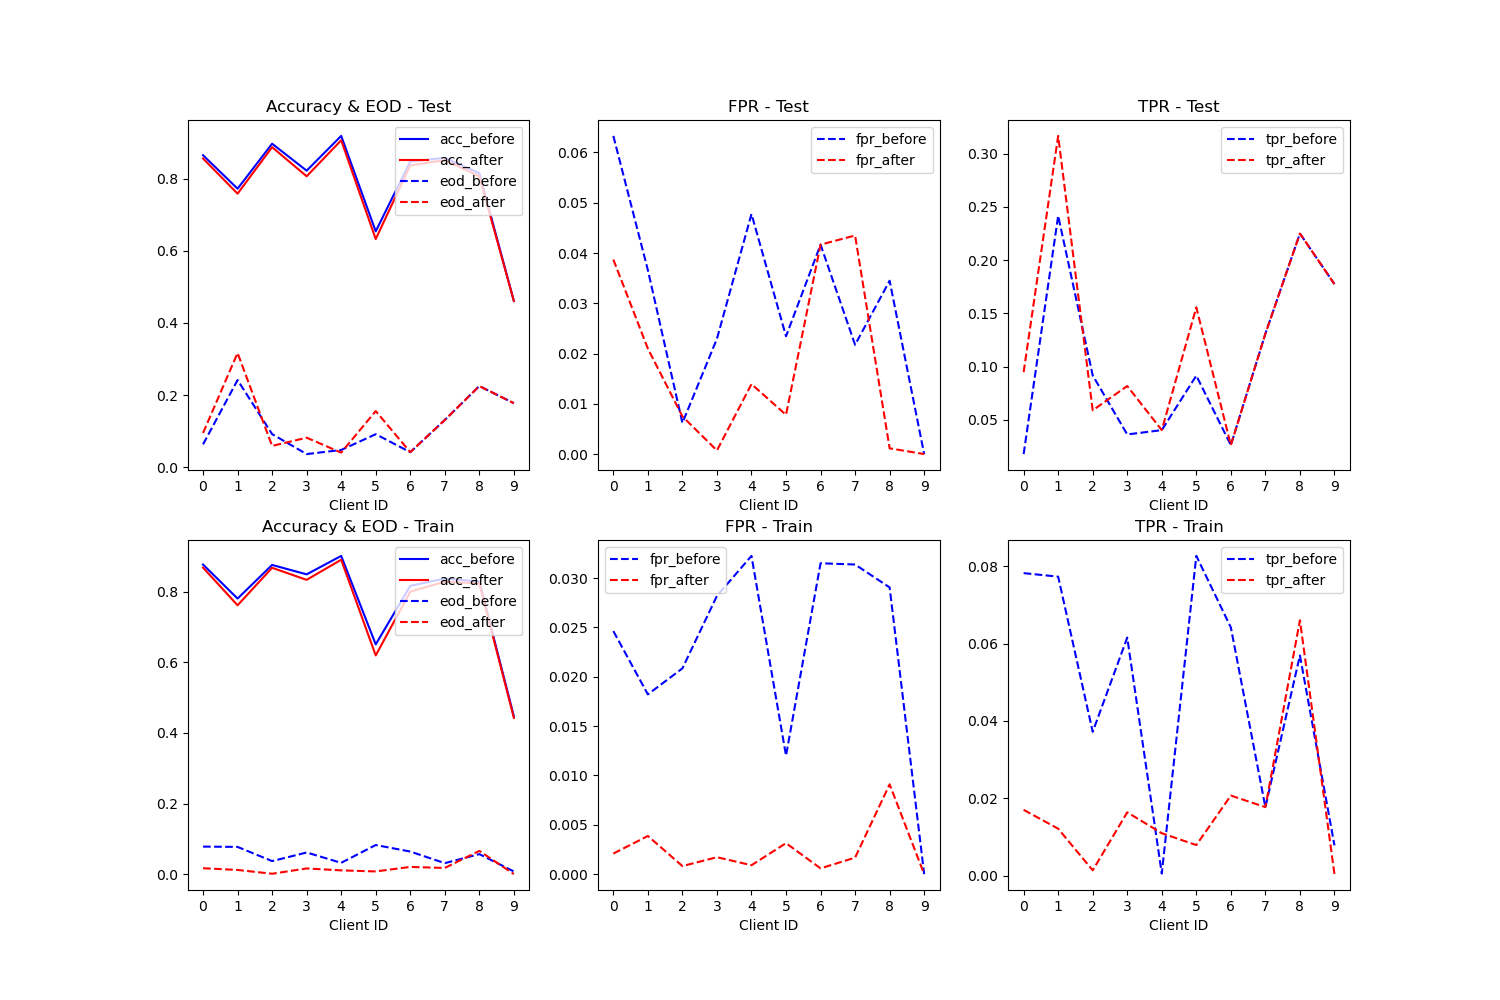 Accuracy & EOD - Test
acc_before
acc_after
eod_before
eod_after
0.8
0.6
0.4
0.2
0.0
0 1 2 3 4 5 6 7 8 9
Client ID
FPR - Test
fpr_before
fpr_after
0.06
0.05
0.04
0.03
0.02
0.01
0.00
0 1 2 3 4 5 6 7 8 9
Client ID
TPR - Test
tpr_before
tpr_after
0.30
0.25
0.20
0.15
0.10
0.05
0 1 2 3 4 5 6 7 8 9
Client ID
Accuracy & EOD - Train
acc_before
acc_after
eod_before
eod_after
0.8
0.6
0.4
0.2
0.0
0 1 2 3 4 5 6 7 8 9
Client ID
FPR - Train
fpr_before
fpr_after
0.030
0.025
0.020
0.015
0.010
0.005
0.000
0 1 2 3 4 5 6 7 8 9
Client ID
TPR - Train
tpr_before
tpr_after
0.08
0.06
0.04
0.02
0.00
0 1 2 3 4 5 6 7 8 9
Client ID